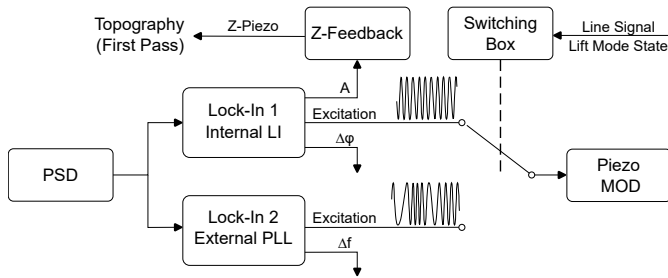 Topography
(First Pass)
Z-Piezo
Z-Feedback
Switching
Box
Line Signal
Lift Mode State
A
Lock-In 1
Internal LI
Excitation
Δφ
PSD
Piezo
MOD
Lock-In 2
External PLL
Excitation
Δf